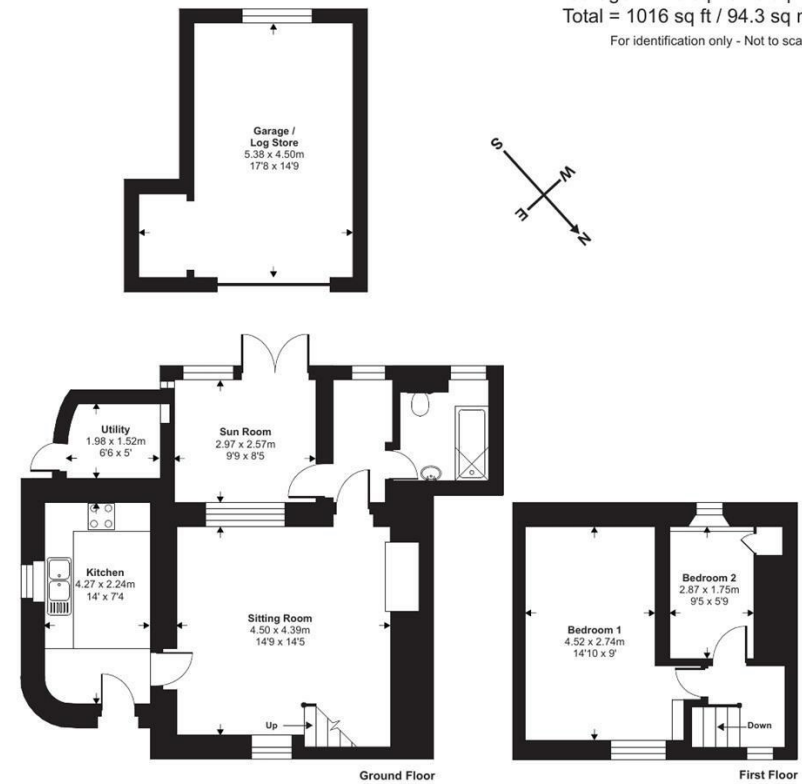 Total = 1016 sq ft / 94.3 sq
For identification only - Not to
Garage /
Log Store
5.38 x 4.50m
17'8 x 14'9
S
W
E
N
Utility
1.98 x 1.52m
6'6 x 5'
Sun Room
2.97 x 2.57m
9'9 x 8'5
Kitchen
4.27 x 2.24m
14' x 7'4
Sitting Room
4.50 x 4.39m
14'9 x 14'5
Up
Bedroom 2
2.87 x 1.75m
9'5 x 5'9
Bedroom 1
4.52 x 2.74m
14'10 x 9'
Down
Ground Floor
First Floor